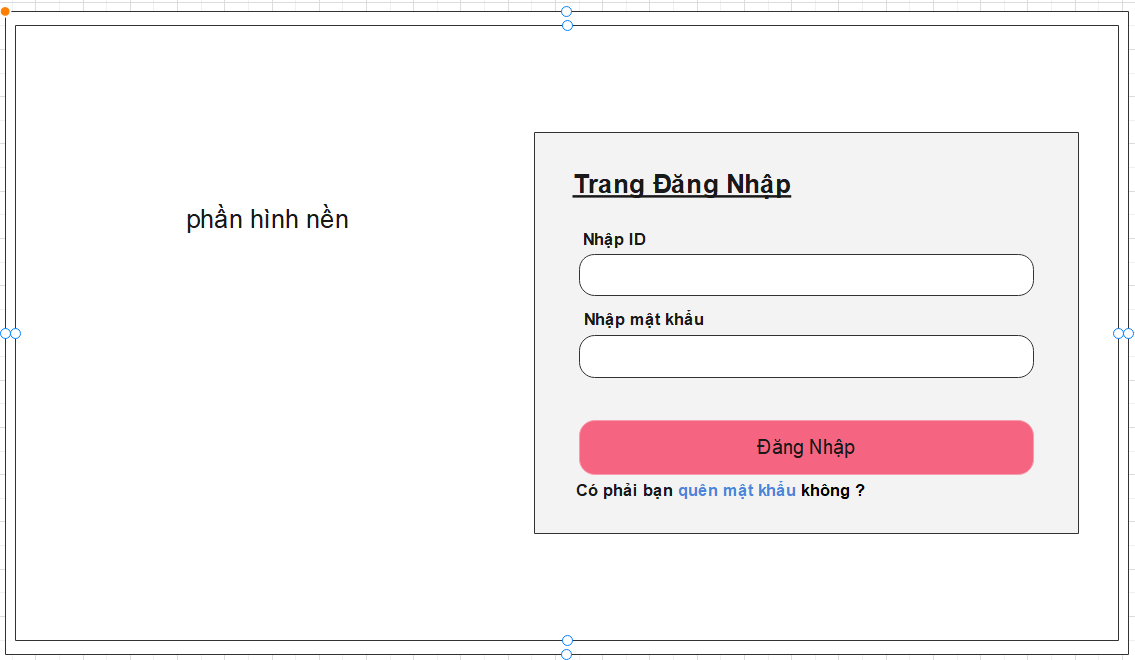 phần hình nền
Trang Đăng Nhập
Nhập ID
Nhập mật khẩu
Đăng Nhập
Có phải bạn quên mật khẩu không ?